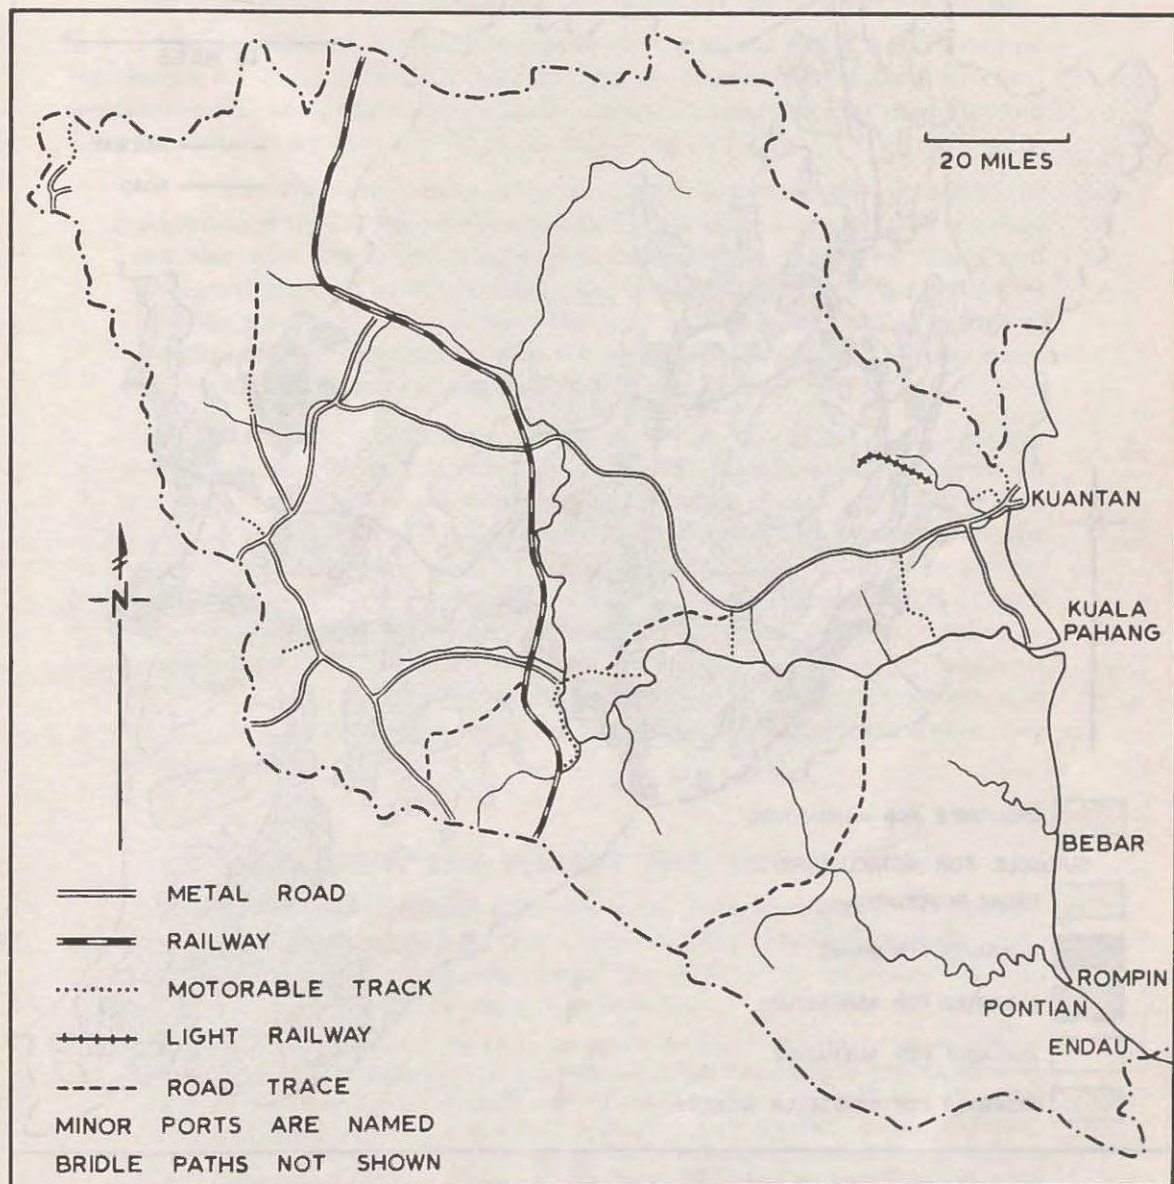 20 MILES
KUANTAN
KUALA
PAHANG
N
BEBAR
METAL ROAD
RAILWAY
ROMPIN
MOTORABLE TRACK
PONTIAN
LIGHT RAILWAY
ENDAU
ROAD TRACE
MINOR PORTS ARE NAMED
BRIDLE PATHS NOT SHOWN